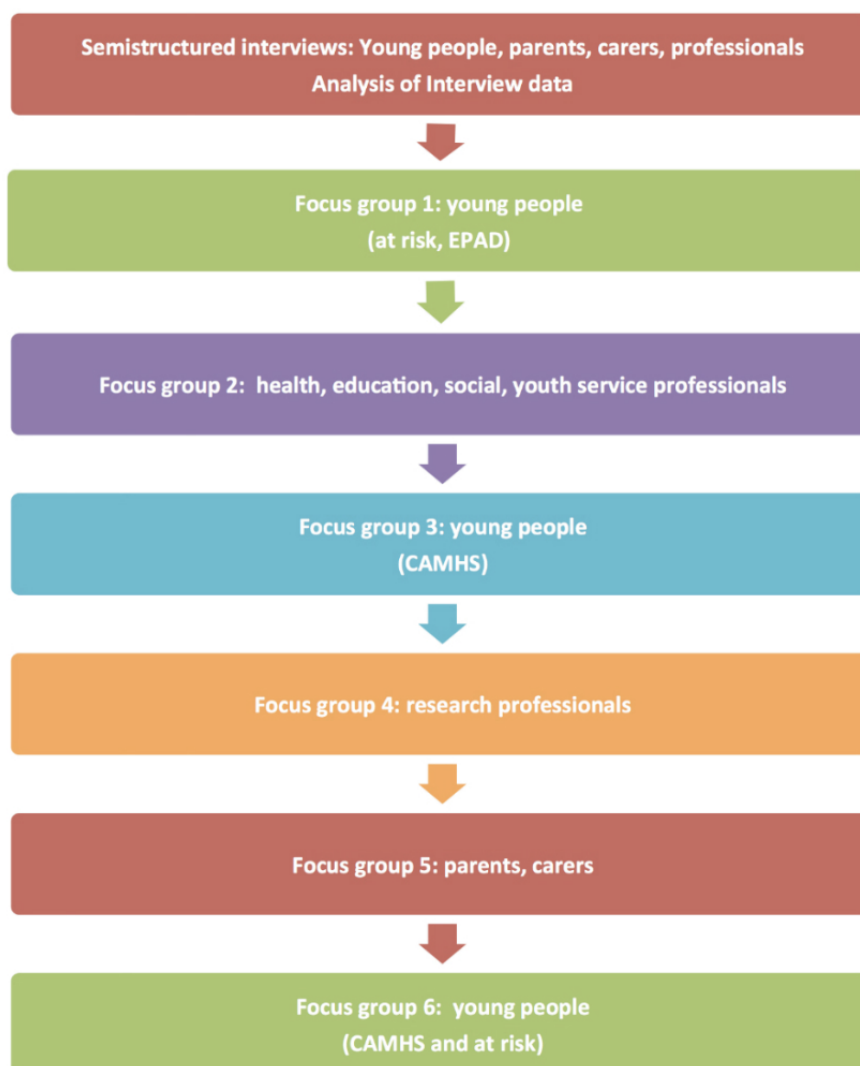 Semistructured interviews: Young people, parents, carers, professionals
Analysis of Interview data
Focus group 1: young people
(at risk, EPAD)
Focus group 2:  health, education, social, youth service professionals
Focus group 3: young people
(CAMHS)
Focus group 4: research professionals
Focus group 5: parents, carers
Focus group 6:  young people
(CAMHS and at risk)